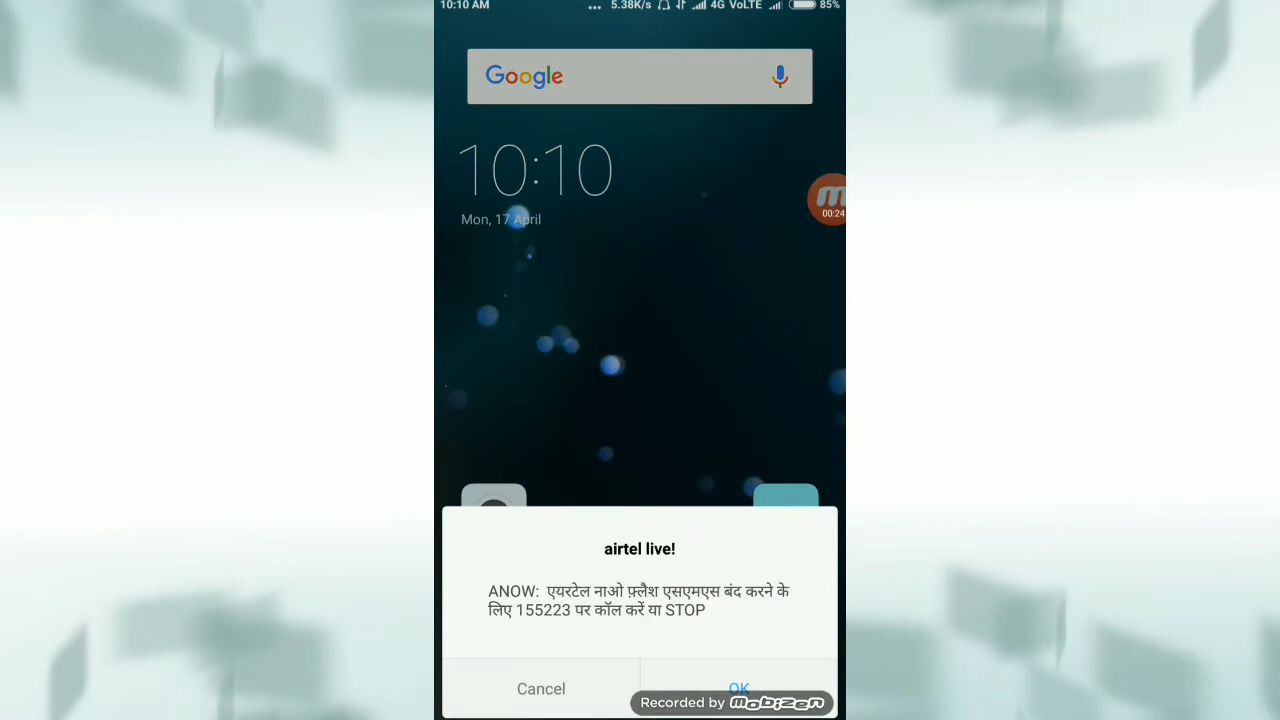 10:10 AM ... 5.38K/s 4G VoLTE 85%
Google
10:10
Mon, 17 April
00:24
airtel live!
ANOW: एयरटेल नाओ फ़्लैश एसएमएस बंद करने के
लिए 155223 पर कॉल करें या STOP
Cancel OK
Recorded by mobizen